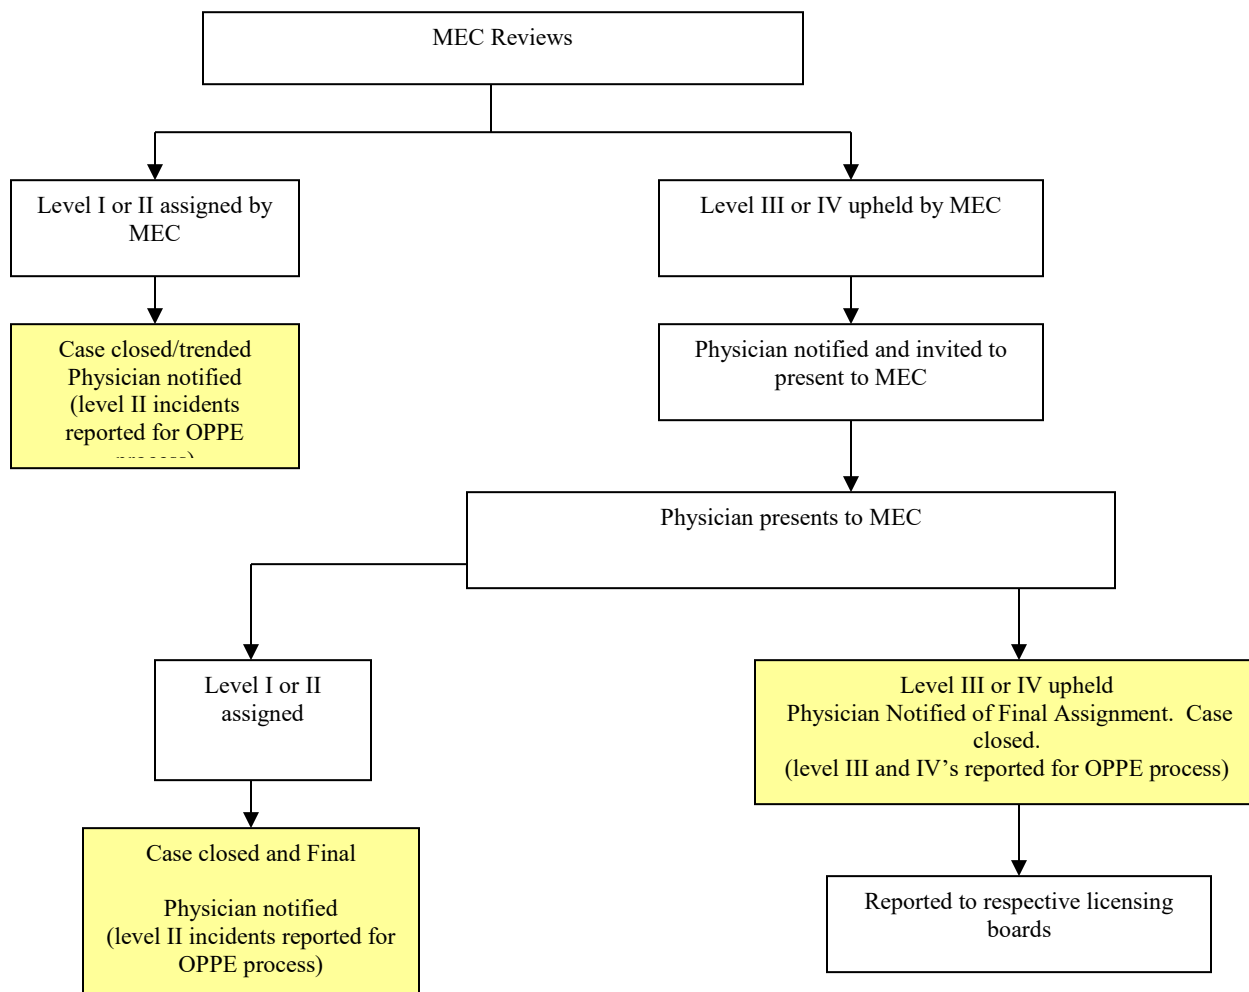 MEC Reviews
Level I or II assigned by
MEC
Level III or IV upheld by MEC
Case closed/trended
Physician notified
(level II incidents
reported for OPPE
Physician notified and invited to
present to MEC
Physician presents to MEC
Level I or II
assigned
Level III or IV upheld
Physician Notified of Final Assignment.  Case
closed.
(level III and IV’s reported for OPPE process)
Case closed and Final
Physician notified
(level II incidents reported for
OPPE process)
Reported to respective licensing
boards